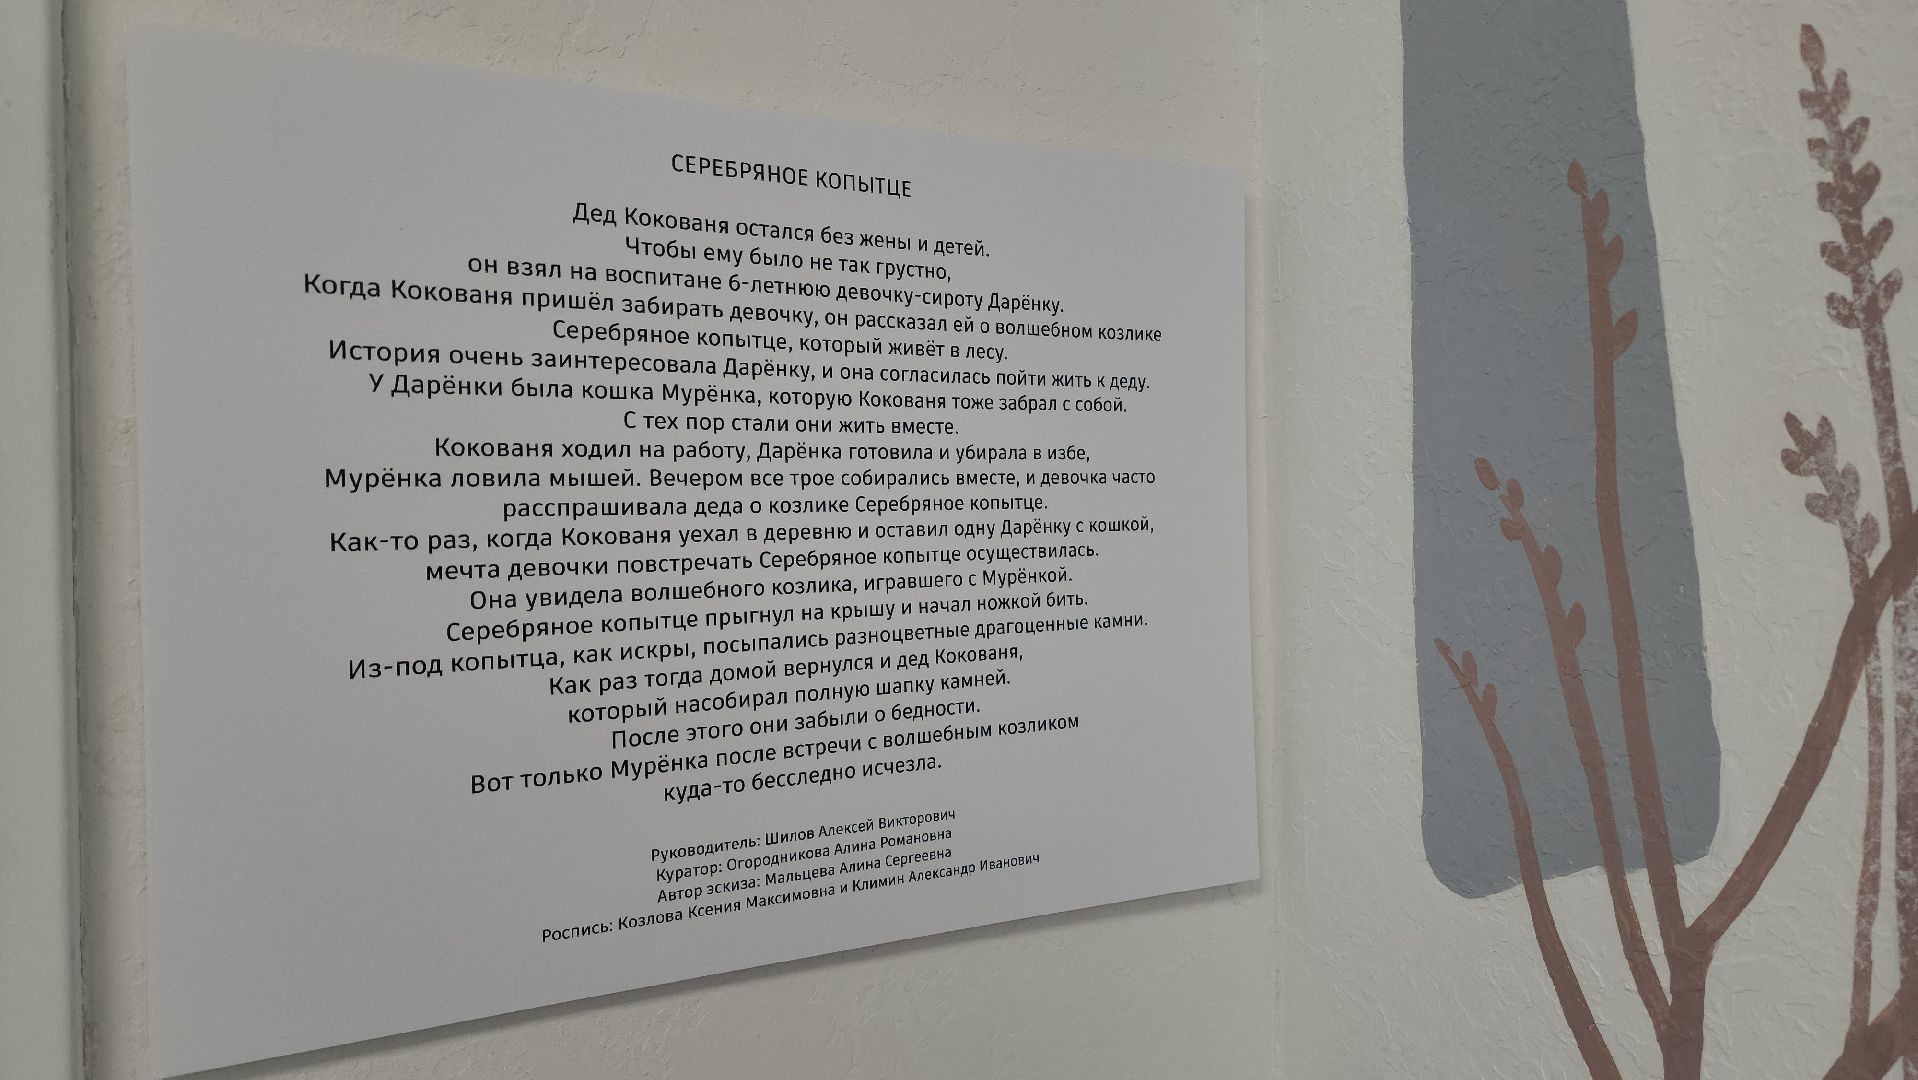 СЕРЕБРЯНОЕ КОПЫТЦЕ
Дед Кокованя остался без жены и детей.
Чтобы ему было не так грустно,
он взял на воспитане 6-летнюю девочку-сироту Дарёнку.
Когда Кокованя пришёл забирать девочку, он рассказал ей о волшебном козлике
Серебряное копытце, который живёт в лесу.
История очень заинтересовала Дарёнку, и она согласилась пойти жить к деду.
У Дарёнки была кошка Мурёнка, которую Кокованя тоже забрал с собой.
С тех пор стали они жить вместе.
Кокованя ходил на работу, Дарёнка готовила и убирала в избе,
Мурёнка ловила мышей. Вечером все трое собирались вместе, и девочка часто
расспрашивала деда о козлике Серебряное копытце.
Как-то раз, когда Кокованя уехал в деревню и оставил одну Дарёнку с кошкой,
мечта девочки повстречать Серебряное копытце осуществилась.
Она увидела волшебного козлика, игравшего с Мурёнкой.
Серебряное копытце прыгнул на крышу и начал ножкой бить.
Из-под копытца, как искры, посыпались разноцветные драгоценные камни.
Как раз тогда домой вернулся и дед Кокованя,
который насобирал полную шапку камней.
После этого они забыли о бедности.
Вот только Мурёнка после встречи с волшебным козликом
куда-то бесследно исчезла.
Руководитель: Шилов Алексей Викторович
Куратор: Огородникова Алина Романовна
Автор эскиза: Мальцева Алина Сергеевна
Роспись: Козлова Ксения Максимовна и Климин Александр Иванович